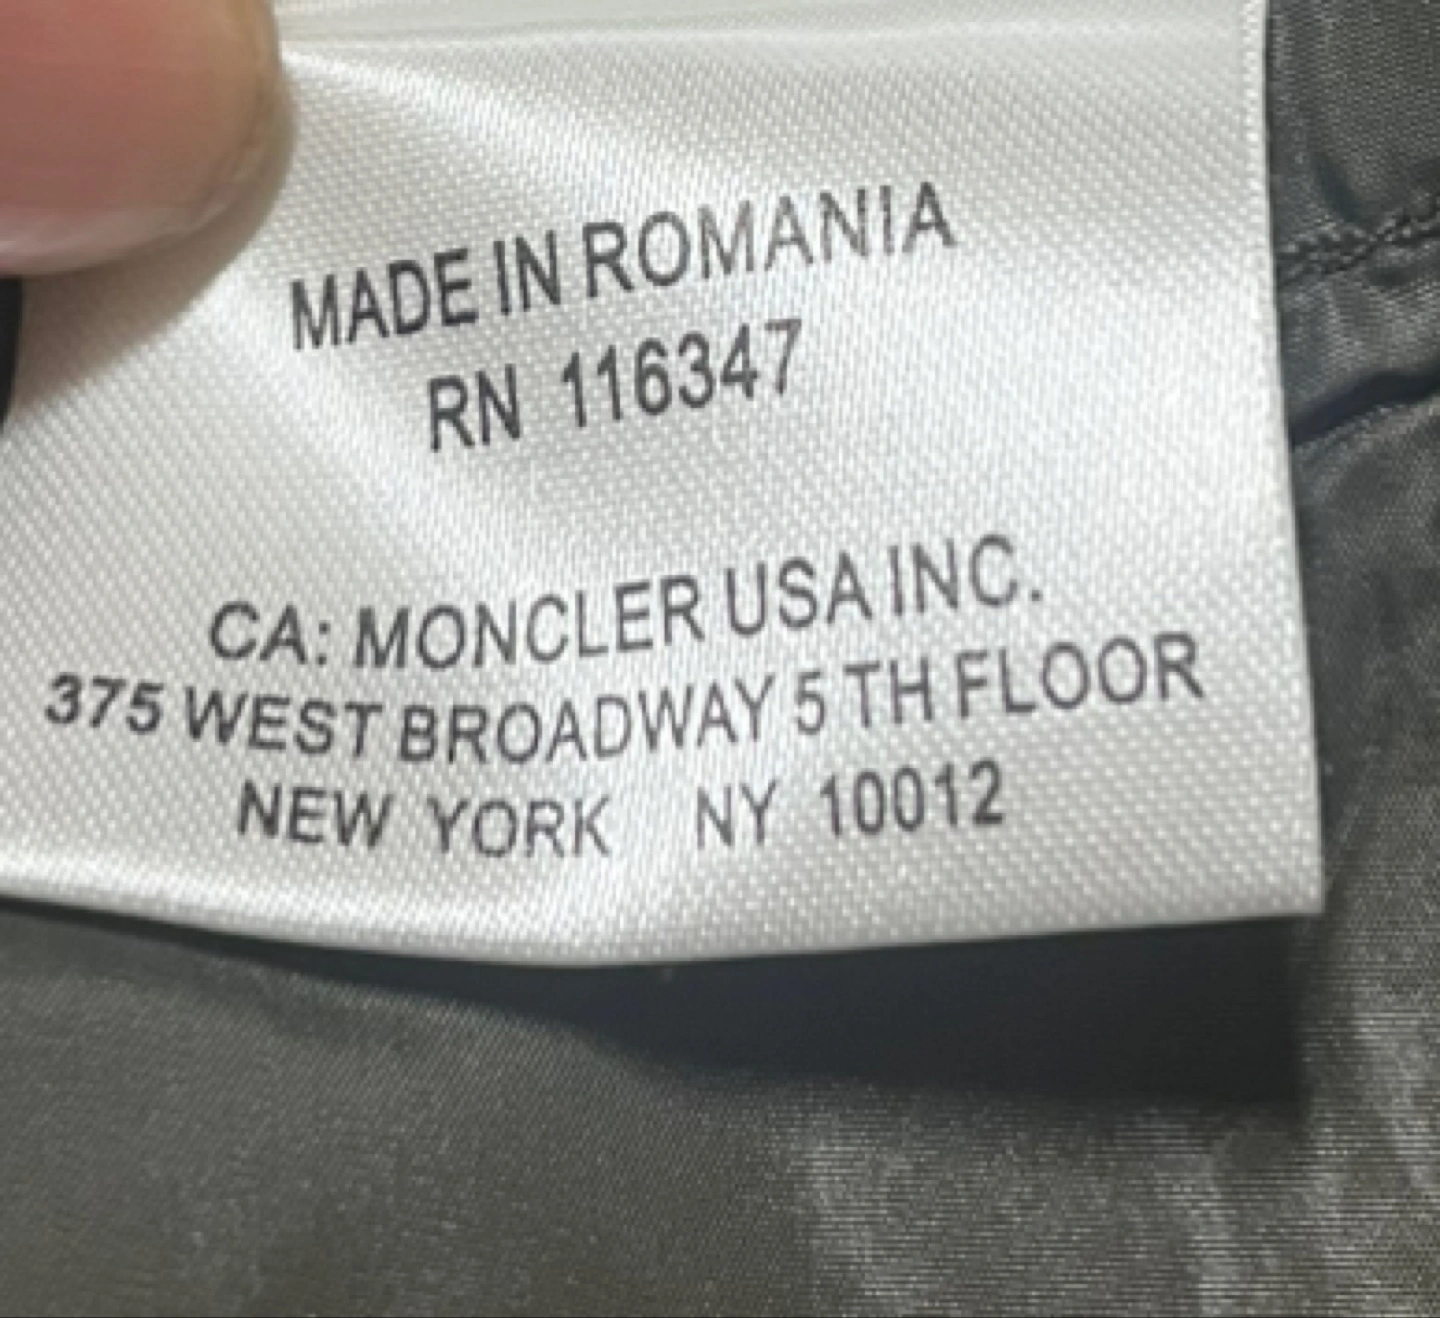 MADE IN ROMANIA
RN 116347
CA: MONCLER USA INC.
375 WEST BROADWAY 5 TH FLOOR
NEW YORK NY 10012